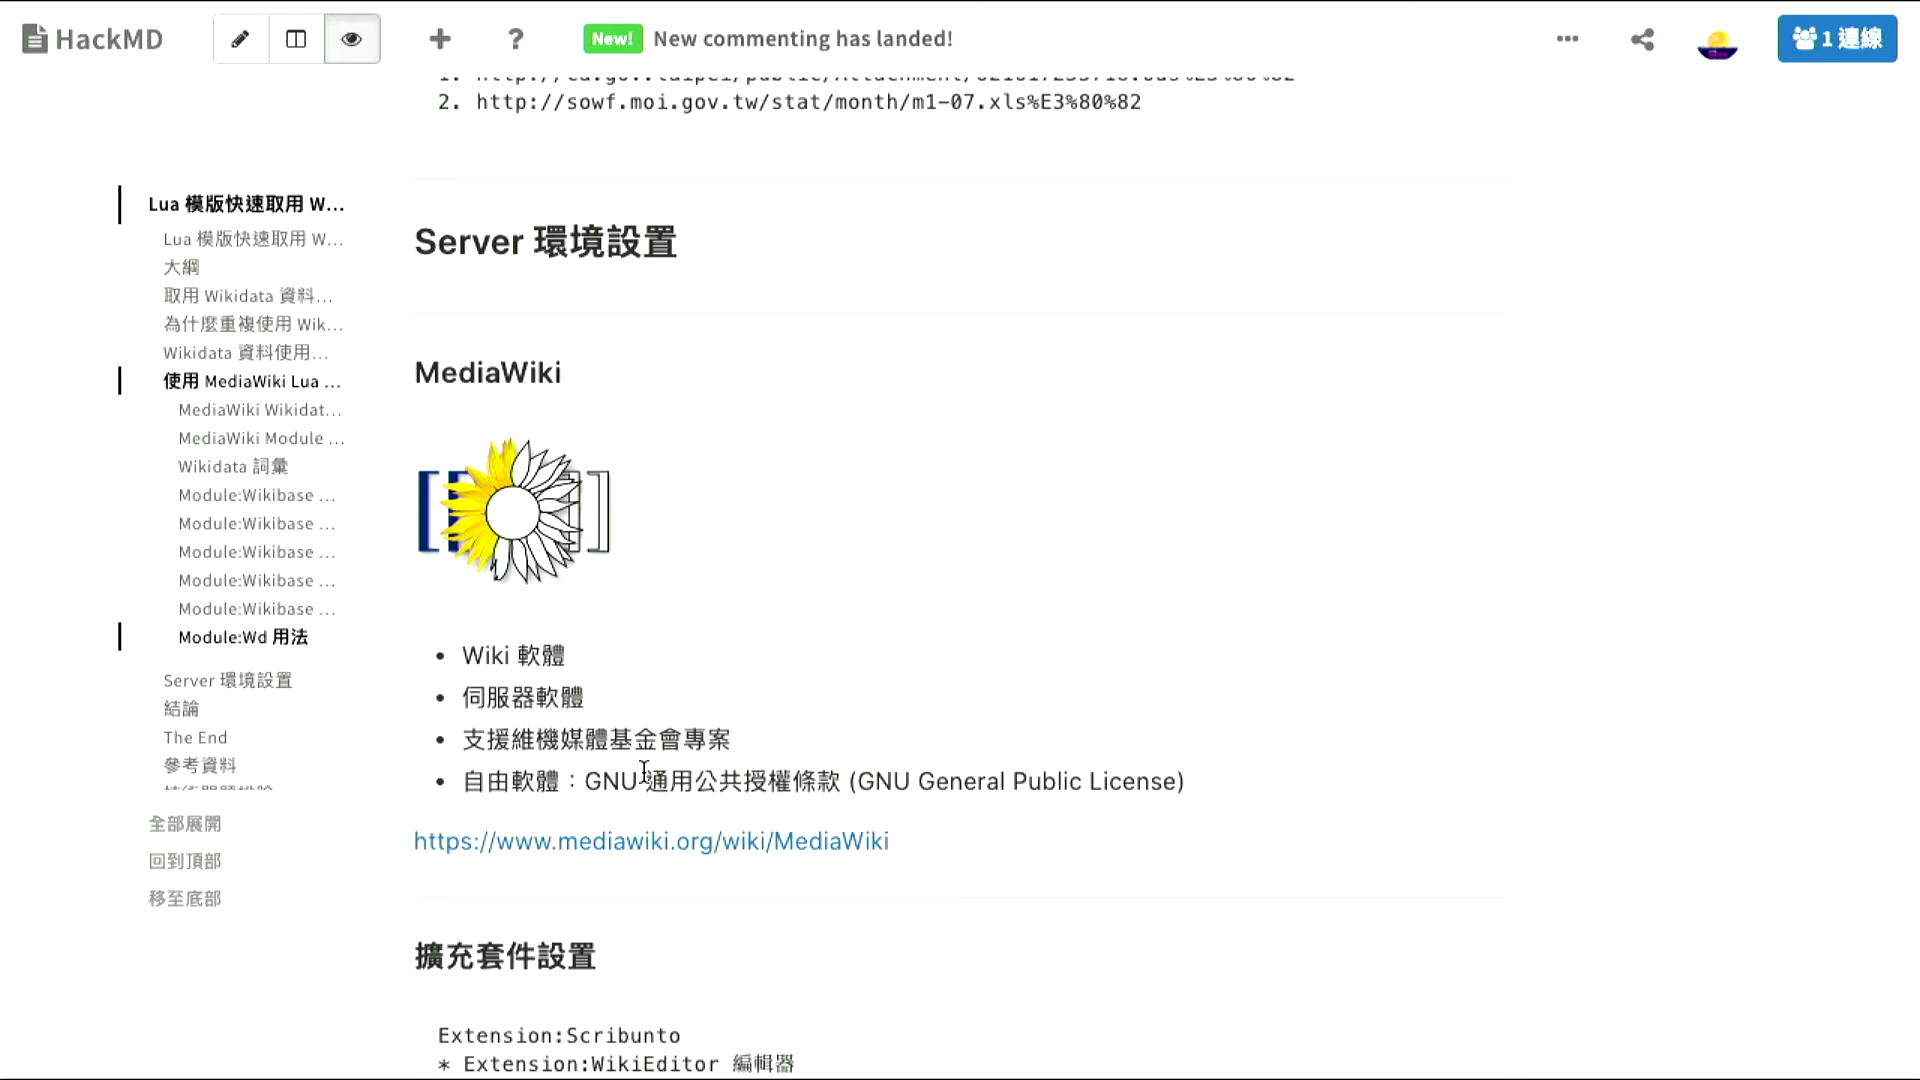 HackMD
New! New commenting has landed!
1 連線
2. http://sowf.moi.gov.tw/stat/month/m1-07.xls%E3%80%82
Lua 模版快速取用 W...
Lua 模版快速取用 W...
大綱
取用 Wikidata 資料...
為什麼重複使用 Wik...
Wikidata 資料使用...
使用 MediaWiki Lua ...
MediaWiki Wikidat...
MediaWiki Module ...
Wikidata 詞彙
Module:Wikibase ...
Module:Wikibase ...
Module:Wikibase ...
Module:Wikibase ...
Module:Wikibase ...
Module:Wd 用法
Server 環境設置
結論
The End
參考資料
全部展開
回到頂部
移至底部
Server 環境設置
MediaWiki
• Wiki 軟體
• 伺服器軟體
• 支援維機媒體基金會專案
• 自由軟體：GNU 通用公共授權條款 (GNU General Public License)
https://www.mediawiki.org/wiki/MediaWiki
擴充套件設置
Extension:Scribunto
* Extension:WikiEditor 編輯器